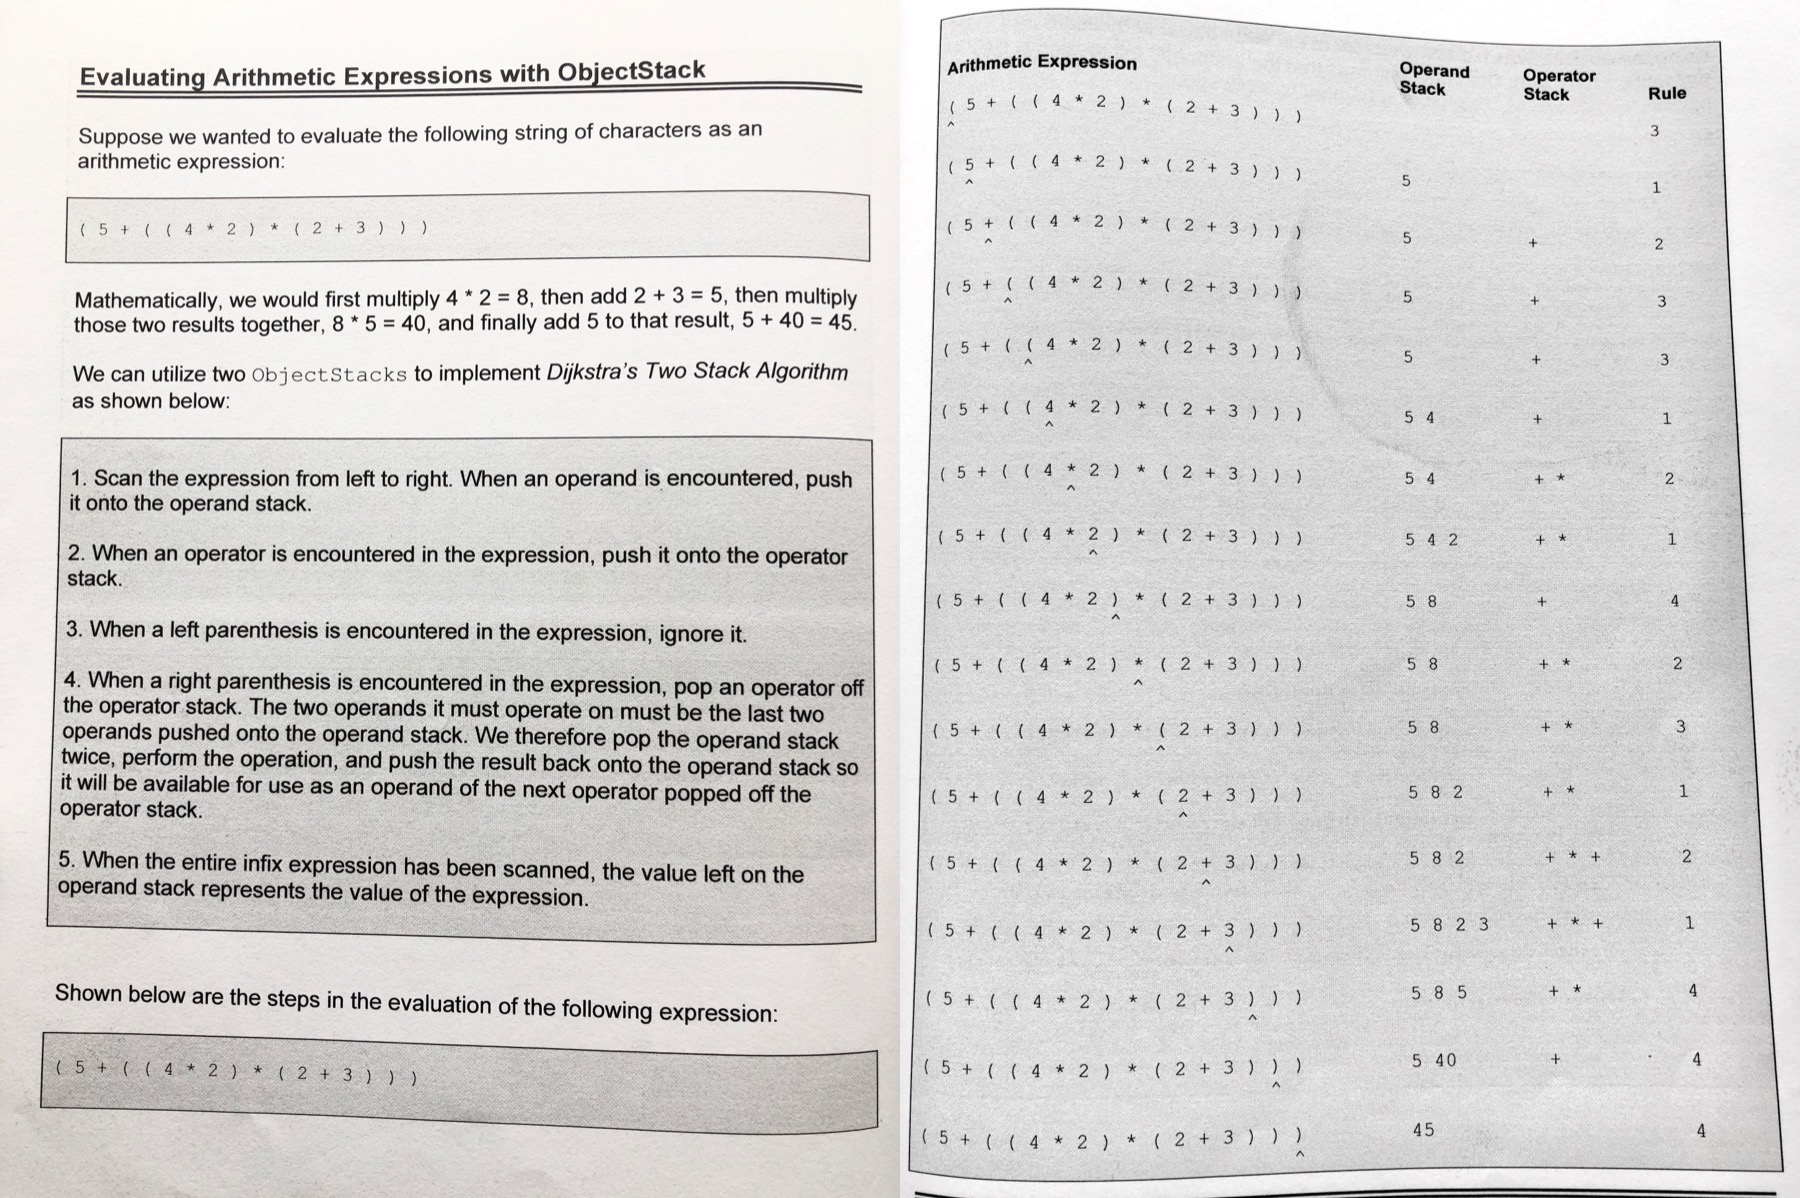 Evaluating Arithmetic Expressions with ObjectStack
Suppose we wanted to evaluate the following string of characters as an
arithmetic expression:
( 5 + ( ( 4 * 2 ) * ( 2 + 3 ) ) )
Mathematically, we would first multiply 4 * 2 = 8, then add 2 + 3 = 5, then multiply
those two results together, 8 * 5 = 40, and finally add 5 to that result, 5 + 40 = 45.
We can utilize two ObjectStacks to implement Dijkstra's Two Stack Algorithm
as shown below:
1. Scan the expression from left to right. When an operand is encountered, push
it onto the operand stack.
2. When an operator is encountered in the expression, push it onto the operator
stack.
3. When a left parenthesis is encountered in the expression, ignore it.
4. When a right parenthesis is encountered in the expression, pop an operator off
the operator stack. The two operands it must operate on must be the last two
operands pushed onto the operand stack. We therefore pop the operand stack
twice, perform the operation, and push the result back onto the operand stack so
it will be available for use as an operand of the next operator popped off the
operator stack.
5. When the entire infix expression has been scanned, the value left on the
operand stack represents the value of the expression.
Shown below are the steps in the evaluation of the following expression:
( 5 + ( ( 4 * 2 ) * ( 2 + 3 ) ) )
Arithmetic Expression Operand Stack Operator Stack Rule
( 5 + ( ( 4 * 2 ) * ( 2 + 3 ) ) ) 3
^
( 5 + ( ( 4 * 2 ) * ( 2 + 3 ) ) ) 5 1
^
( 5 + ( ( 4 * 2 ) * ( 2 + 3 ) ) ) 5 + 2
^
( 5 + ( ( 4 * 2 ) * ( 2 + 3 ) ) ) 5 + 3
^
( 5 + ( ( 4 * 2 ) * ( 2 + 3 ) ) ) 5 + 3
^
( 5 + ( ( 4 * 2 ) * ( 2 + 3 ) ) ) 5 4 + 1
^
( 5 + ( ( 4 * 2 ) * ( 2 + 3 ) ) ) 5 4 + * 2
^
( 5 + ( ( 4 * 2 ) * ( 2 + 3 ) ) ) 5 4 2 + * 1
^
( 5 + ( ( 4 * 2 ) * ( 2 + 3 ) ) ) 5 8 + 4
^
( 5 + ( ( 4 * 2 ) * ( 2 + 3 ) ) ) 5 8 + * 2
^
( 5 + ( ( 4 * 2 ) * ( 2 + 3 ) ) ) 5 8 + * 3
^
( 5 + ( ( 4 * 2 ) * ( 2 + 3 ) ) ) 5 8 2 + * 1
^
( 5 + ( ( 4 * 2 ) * ( 2 + 3 ) ) ) 5 8 2 + * + 2
^
( 5 + ( ( 4 * 2 ) * ( 2 + 3 ) ) ) 5 8 2 3 + * + 1
^
( 5 + ( ( 4 * 2 ) * ( 2 + 3 ) ) ) 5 8 5 + * 4
^
( 5 + ( ( 4 * 2 ) * ( 2 + 3 ) ) ) 5 40 + 4
^
( 5 + ( ( 4 * 2 ) * ( 2 + 3 ) ) ) 45 4
^